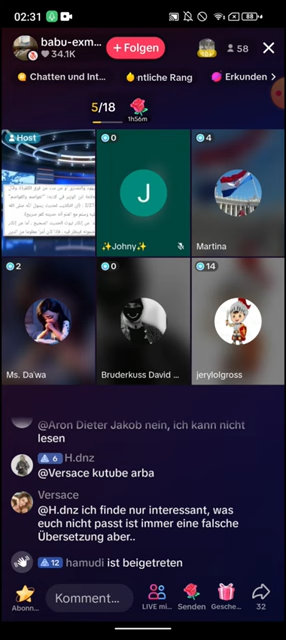 02:31
88
babu-exm...
34.1K
+ Folgen
58
Chatten und Int...
ntliche Rang
Erkunden >
5/18
1h56m
Host
0
✨Johny✨
4
Martina
2
Ms. Da'wa
0
Bruderkuss David ...
14
jerylolgross
@Aron Dieter Jakob nein, ich kann nicht
lesen
6 H.dnz
@Versace kutube arba
Versace
@H.dnz ich finde nur interessant, was
euch nicht passt ist immer eine falsche
Übersetzung aber..
12 hamudi ist beigetreten
Komment...
Abonn...
LIVE mi...
Senden
Gesche...
32
J